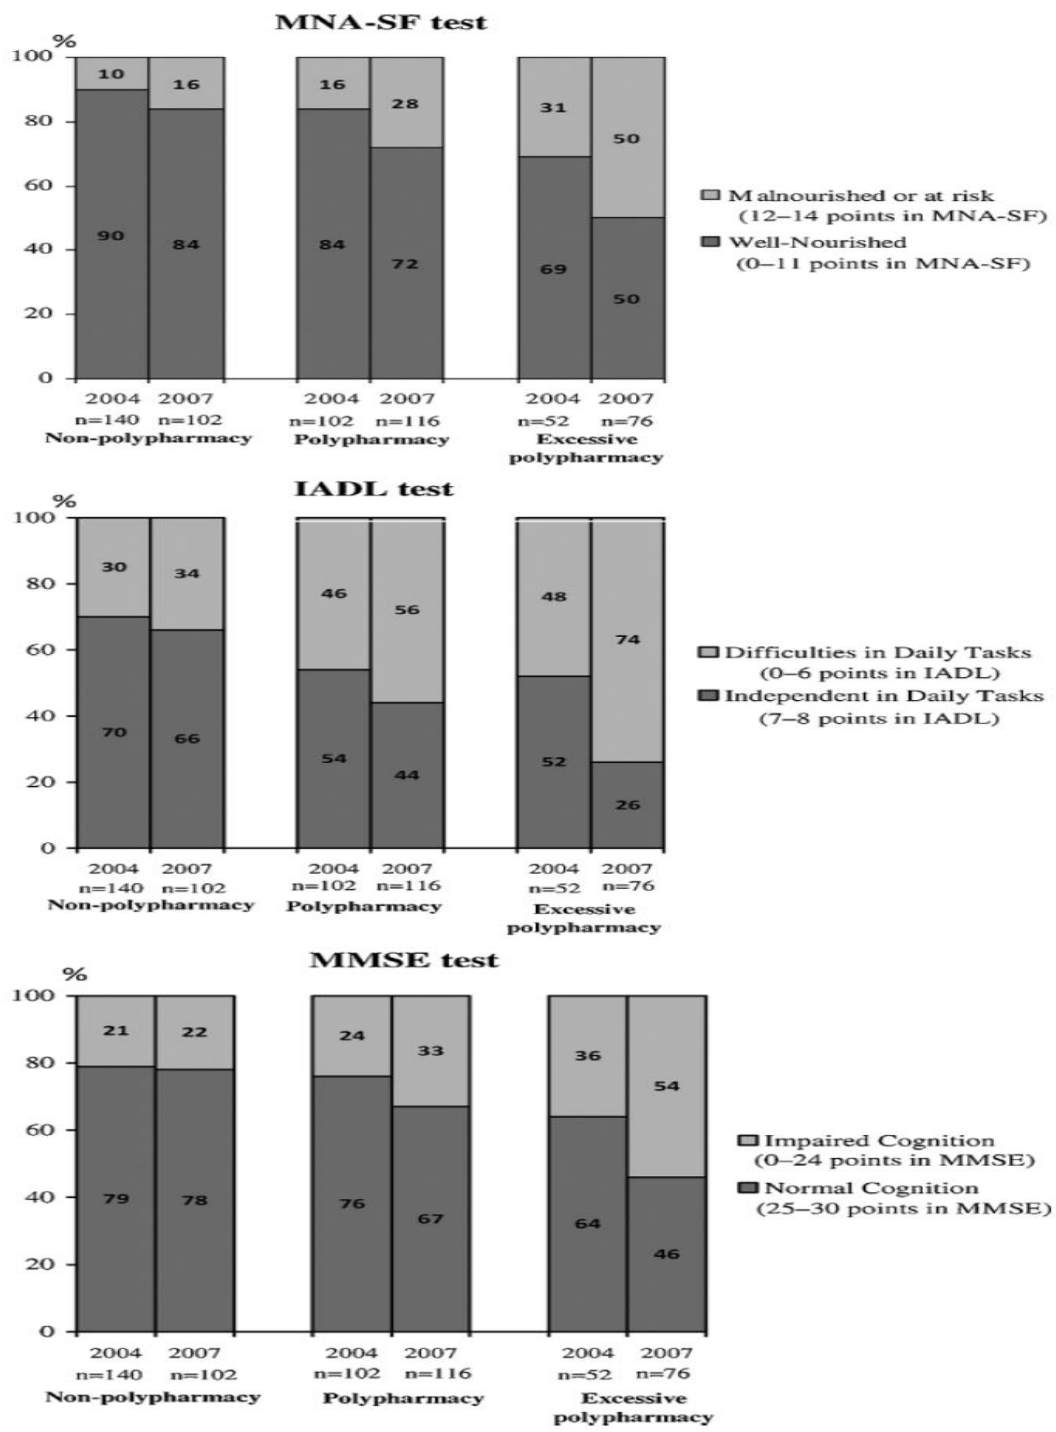 MNA-SF test
%
100
80
60
40
20
0
10
16
16
28
31
50
90
84
84
72
69
50
Malnourished or at risk
(12–14 points in MNA-SF)
Well-Nourished
(0–11 points in MNA-SF)
2004 2007 2004 2007 2004 2007
n=140 n=102 n=102 n=116 n=52 n=76
Non-polypharmacy Polypharmacy Excessive
polypharmacy
IADL test
%
100
80
60
40
20
0
30
34
46
56
48
74
70
66
54
44
52
26
Difficulties in Daily Tasks
(0–6 points in IADL)
Independent in Daily Tasks
(7–8 points in IADL)
2004 2007 2004 2007 2004 2007
n=140 n=102 n=102 n=116 n=52 n=76
Non-polypharmacy Polypharmacy Excessive
polypharmacy
MMSE test
%
100
80
60
40
20
0
21
22
24
33
36
54
79
78
76
67
64
46
Impaired Cognition
(0–24 points in MMSE)
Normal Cognition
(25–30 points in MMSE)
2004 2007 2004 2007 2004 2007
n=140 n=102 n=102 n=116 n=52 n=76
Non-polypharmacy Polypharmacy Excessive
polypharmacy